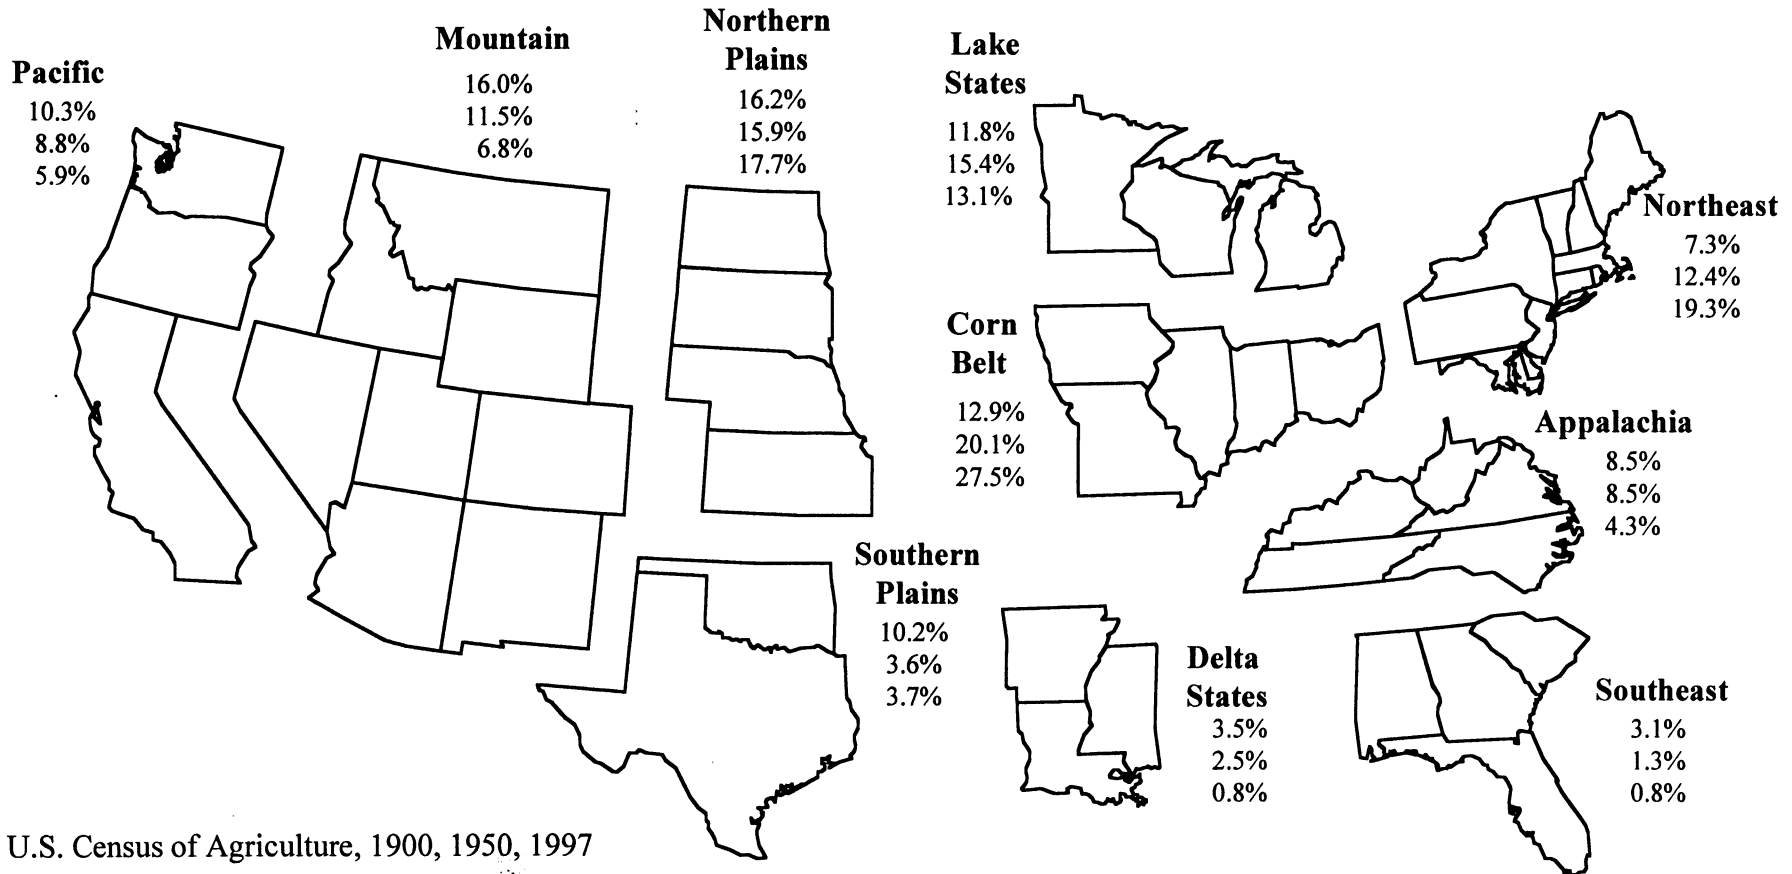 Pacific
10.3%
8.8%
5.9%
Mountain
16.0%
11.5%
6.8%
Northern
Plains
16.2%
15.9%
17.7%
Lake
States
11.8%
15.4%
13.1%
Northeast
7.3%
12.4%
19.3%
Corn
Belt
12.9%
20.1%
27.5%
Appalachia
8.5%
8.5%
4.3%
Southern
Plains
10.2%
3.6%
3.7%
Delta
States
3.5%
2.5%
0.8%
Southeast
3.1%
1.3%
0.8%
U.S. Census of Agriculture, 1900, 1950, 1997